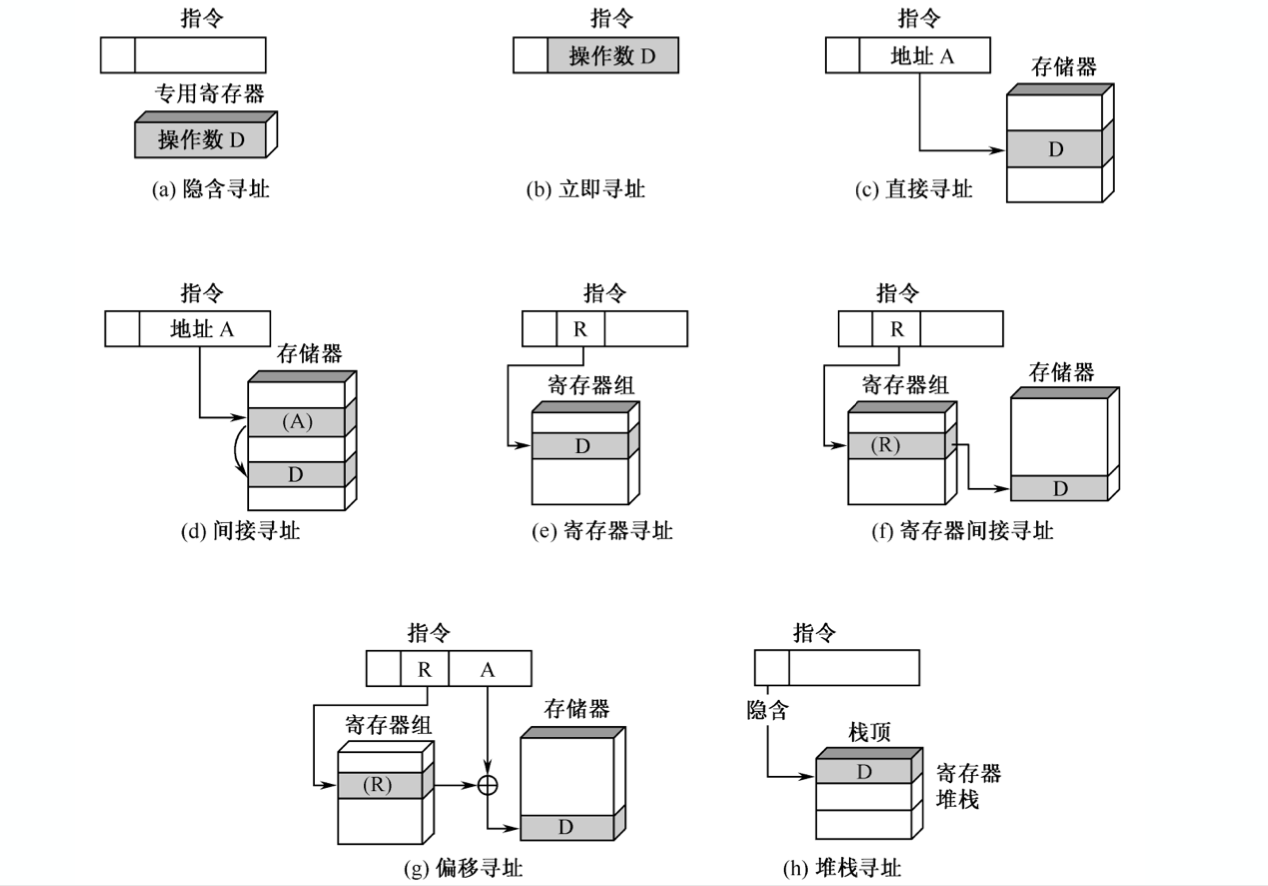 指令
专用寄存器
操作数 D
(a) 隐含寻址
指令
操作数 D
(b) 立即寻址
指令
地址 A
存储器
D
(c) 直接寻址
指令
地址 A
存储器
(A)
D
(d) 间接寻址
指令
R
寄存器组
D
(e) 寄存器寻址
指令
R
寄存器组
(R)
存储器
D
(f) 寄存器间接寻址
指令
R A
寄存器组
(R)
存储器
D
(g) 偏移寻址
指令
隐含
栈顶
D
寄存器
堆栈
(h) 堆栈寻址